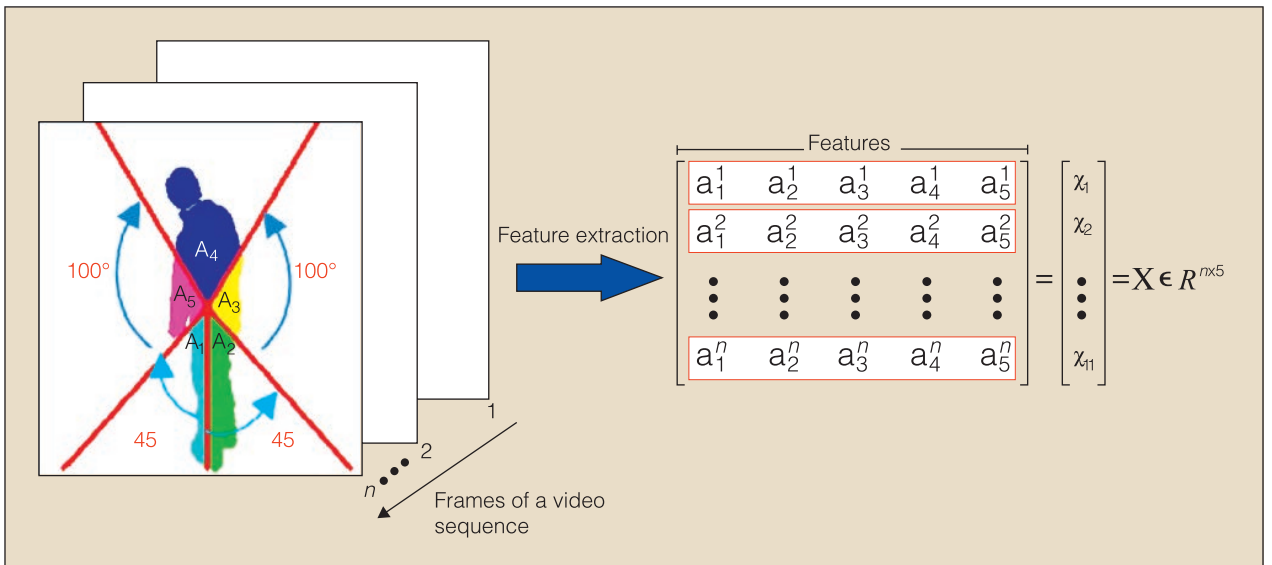 A₄
100°
100°
A₅
A₃
A₁
A₂
45
45
1
2
n
Frames of a video
sequence
Feature extraction
Features
a₁¹ a₂¹ a₃¹ a₄¹ a₅¹
a₁² a₂² a₃² a₄² a₅²
a₁ⁿ a₂ⁿ a₃ⁿ a₄ⁿ a₅ⁿ
=
χ₁
χ₂
χ₁₁
= X ϵ R ⁿˣ⁵